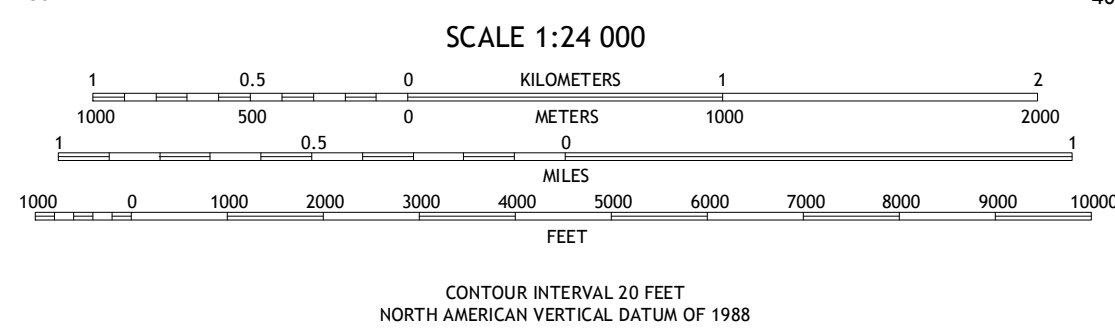 SCALE 1:24 000
1 0.5 0 KILOMETERS 1 2
1000 500 0 METERS 1000 2000
1 0.5 0 1
MILES
1000 0 1000 2000 3000 4000 5000 6000 7000 8000 9000 10000
FEET
CONTOUR INTERVAL 20 FEET
NORTH AMERICAN VERTICAL DATUM OF 1988